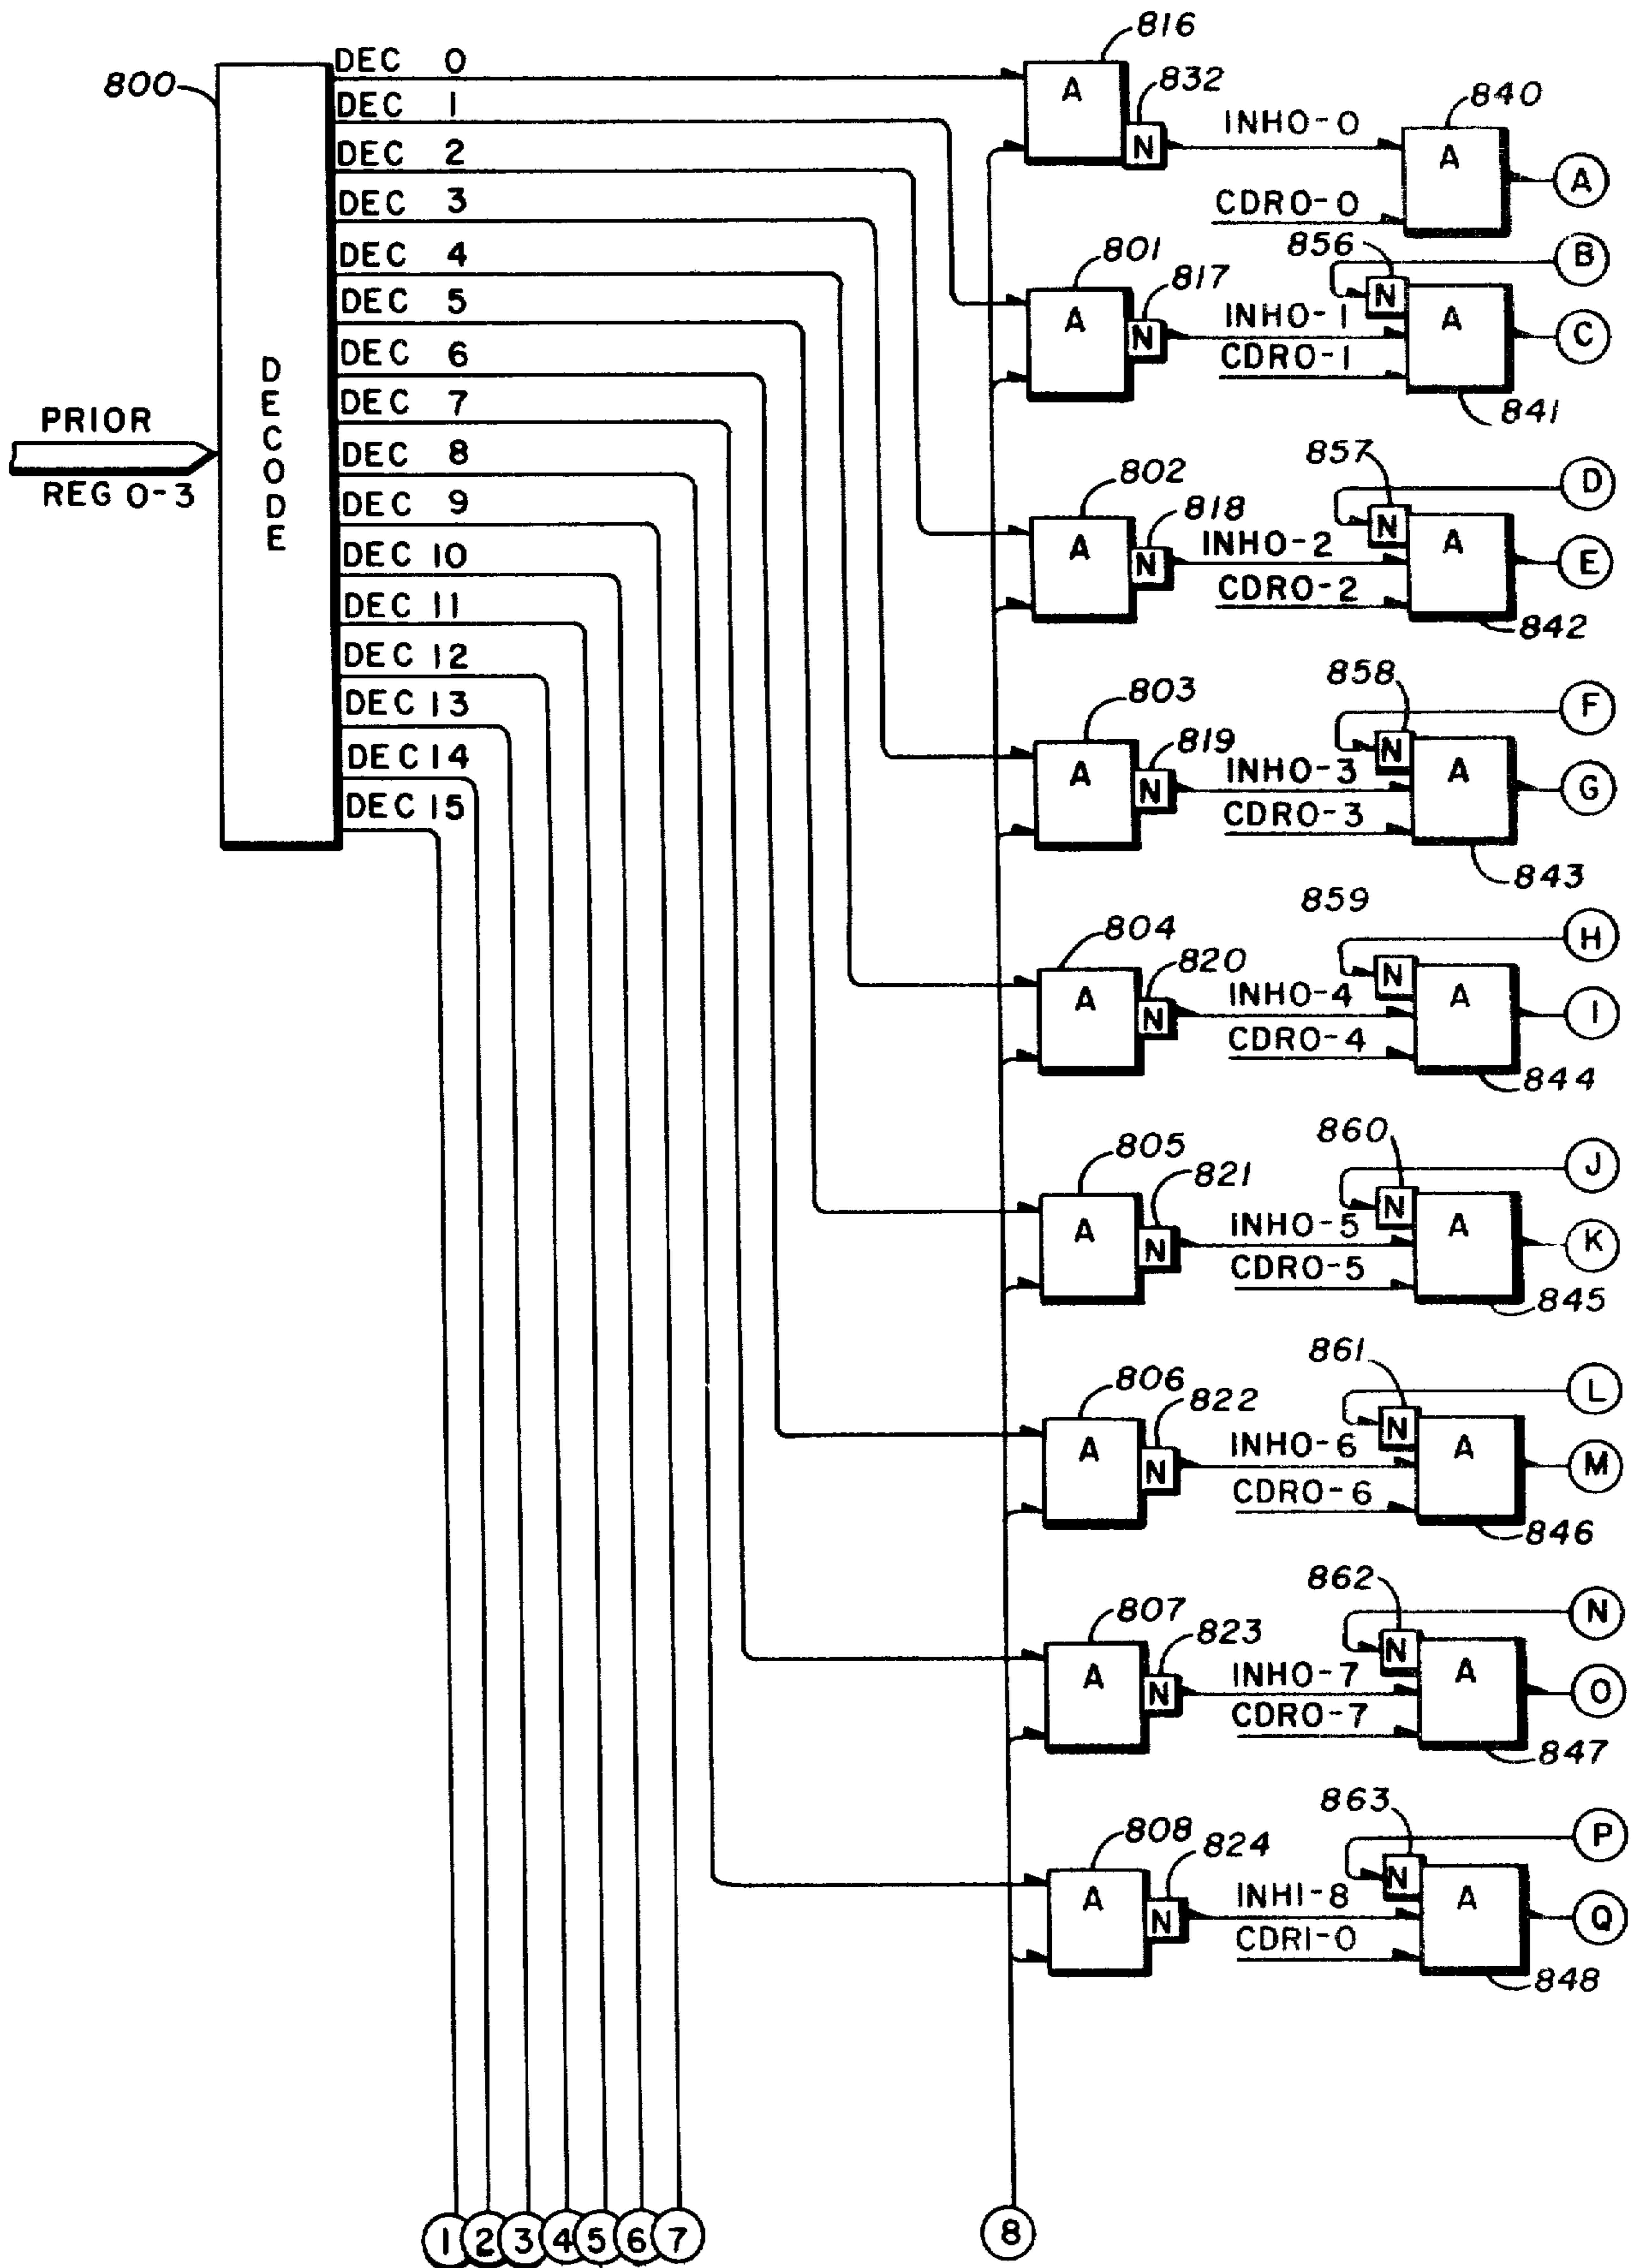 816
800
DEC 0
A
832
840
DEC 1
N
INHO-0
A
A
DEC 2
CDRO-0
DEC 3
801
817
856
B
DEC 4
A
N
N
INHO-1
A
C
DEC 5
CDRO-1
841
DEC 6
DECODE
DEC 7
PRIOR
REG 0-3
DEC 8
802
818
857
D
DEC 9
A
N
N
INHO-2
A
E
DEC 10
CDRO-2
842
DEC 11
DEC 12
803
819
858
F
DEC 13
A
N
N
INHO-3
A
G
DEC 14
CDRO-3
843
DEC 15
804
820
859
H
A
N
N
INHO-4
A
I
CDRO-4
844
805
821
860
J
A
N
N
INHO-5
A
K
CDRO-5
845
806
822
861
L
A
N
N
INHO-6
A
M
CDRO-6
846
807
823
862
N
A
N
N
INHO-7
A
O
CDRO-7
847
808
824
863
P
A
N
N
INHI-8
A
Q
CDRI-0
848
1 2 3 4 5 6 7 8